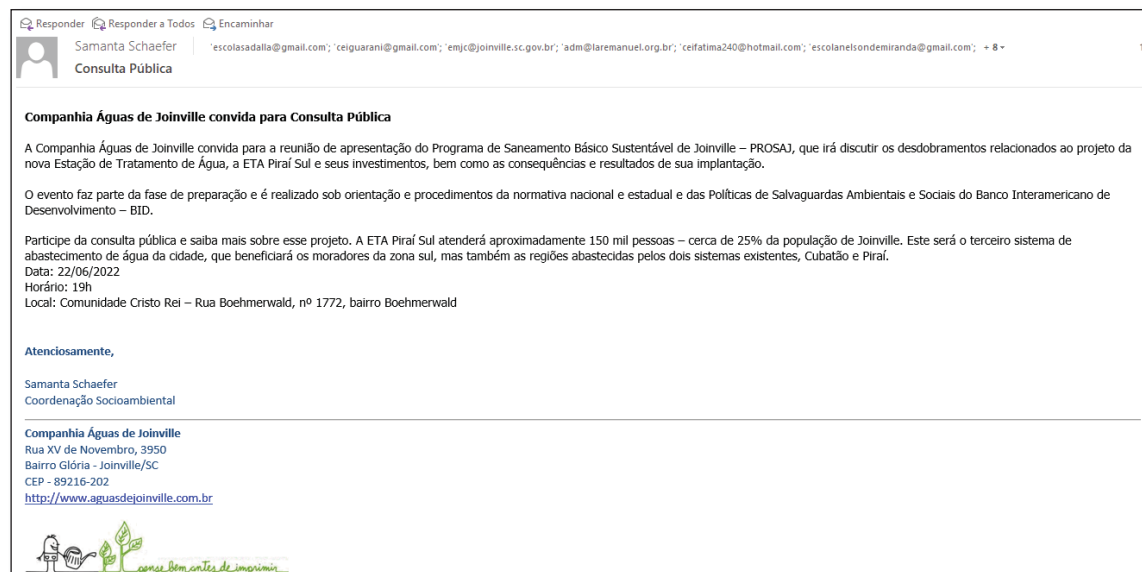 Responder Responder a Todos Encaminhar
Samanta Schaefer 'escolasadalla@gmail.com'; 'ceiguarani@gmail.com'; 'emjc@joinville.sc.gov.br'; 'adm@laremanuel.org.br'; 'ceifatima240@hotmail.com'; 'escolanelsondemiranda@gmail.com'; + 8
Consulta Pública
Companhia Águas de Joinville convida para Consulta Pública
A Companhia Águas de Joinville convida para a reunião de apresentação do Programa de Saneamento Básico Sustentável de Joinville – PROSAJ, que irá discutir os desdobramentos relacionados ao projeto da
nova Estação de Tratamento de Água, a ETA Piraí Sul e seus investimentos, bem como as consequências e resultados de sua implantação.
O evento faz parte da fase de preparação e é realizado sob orientação e procedimentos da normativa nacional e estadual e das Políticas de Salvaguardas Ambientais e Sociais do Banco Interamericano de
Desenvolvimento – BID.
Participe da consulta pública e saiba mais sobre esse projeto. A ETA Piraí Sul atenderá aproximadamente 150 mil pessoas – cerca de 25% da população de Joinville. Este será o terceiro sistema de
abastecimento de água da cidade, que beneficiará os moradores da zona sul, mas também as regiões abastecidas pelos dois sistemas existentes, Cubatão e Piraí.
Data: 22/06/2022
Horário: 19h
Local: Comunidade Cristo Rei – Rua Boehmerwald, nº 1772, bairro Boehmerwald
Atenciosamente,
Samanta Schaefer
Coordenação Socioambiental
Companhia Águas de Joinville
Rua XV de Novembro, 3950
Bairro Glória - Joinville/SC
CEP - 89216-202
http://www.aguasdejoinville.com.br
pense bem antes de imprimir